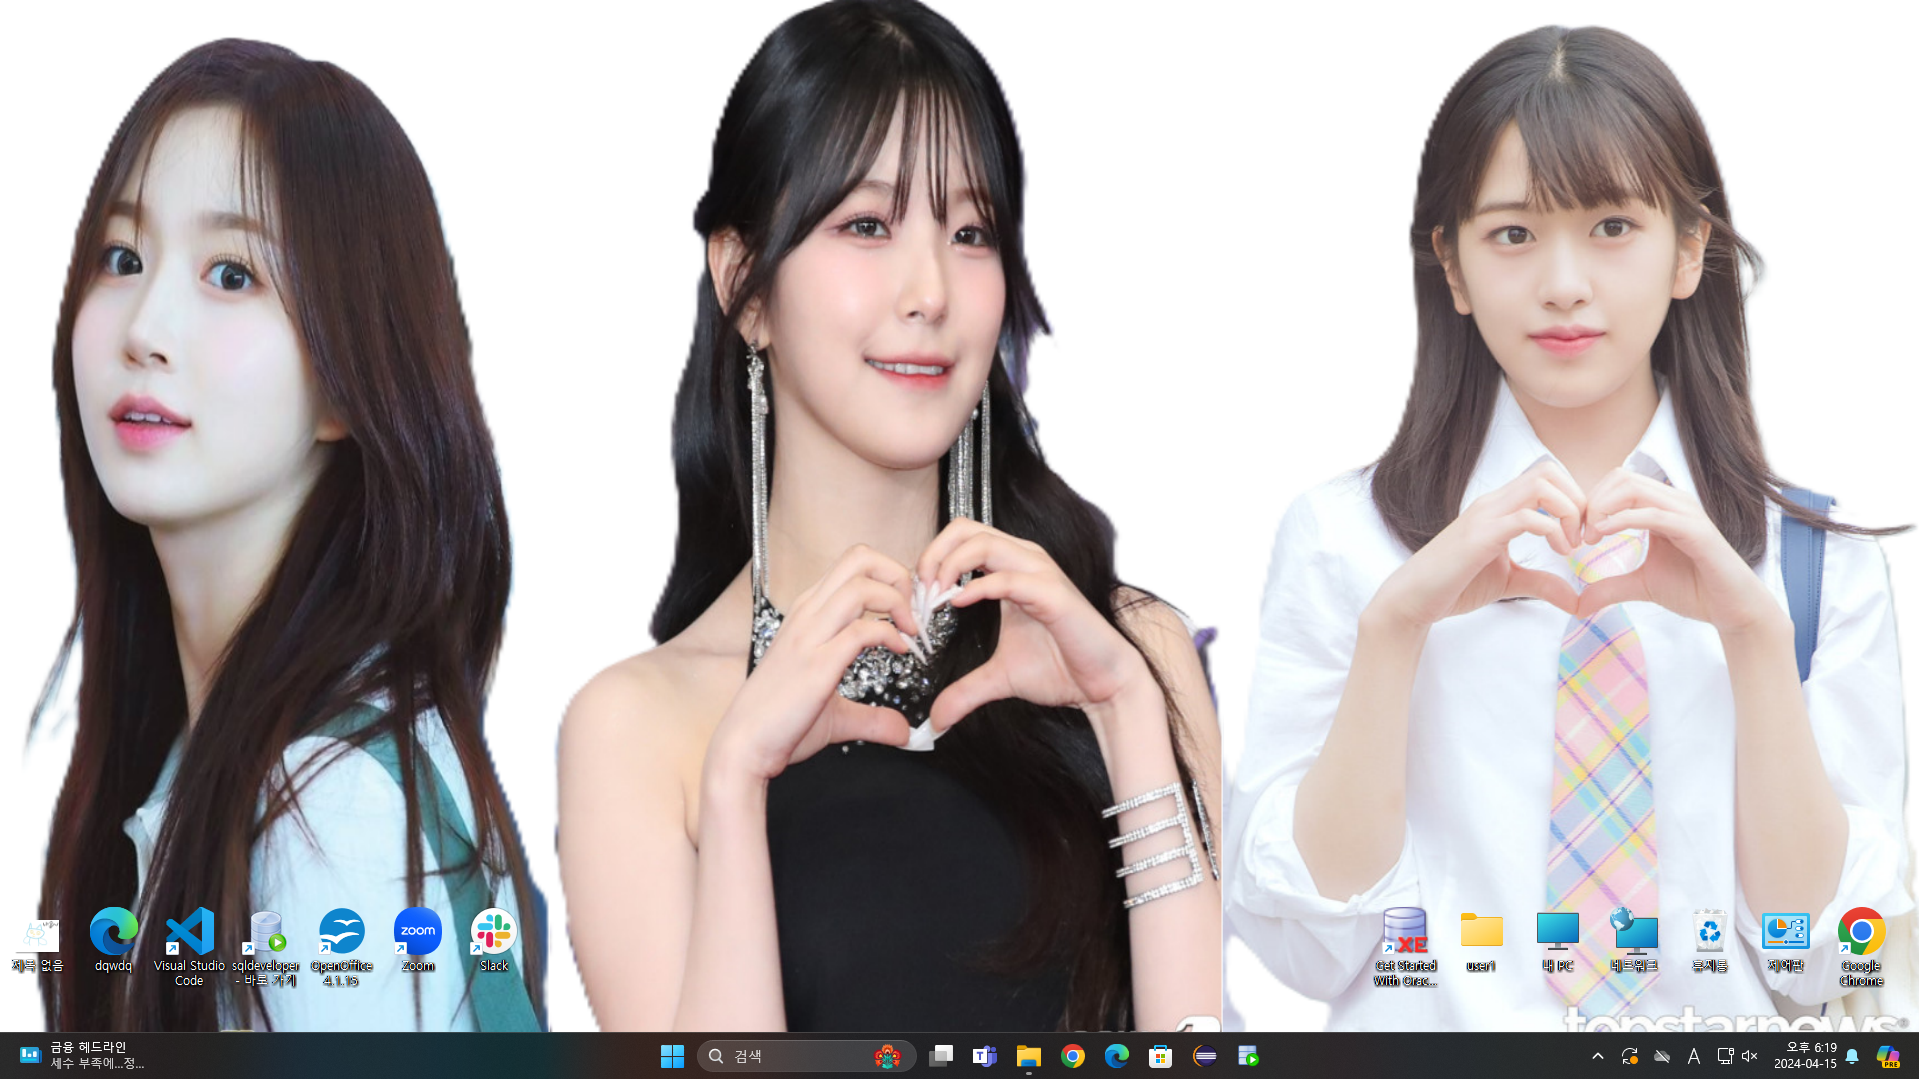 제목 없음
dqwdq
Visual Studio
Code
sqldeveloper
- 바로 가기
OpenOffice
4.1.15
zoom
Zoom
Slack
Get Started
With Orac...
XE
user1
내 PC
네트워크
휴지통
제어판
Google
Chrome
topstarnews
금융 헤드라인
세수 부족에...정...
검색
A
오후 6:19
2024-04-15
PRE